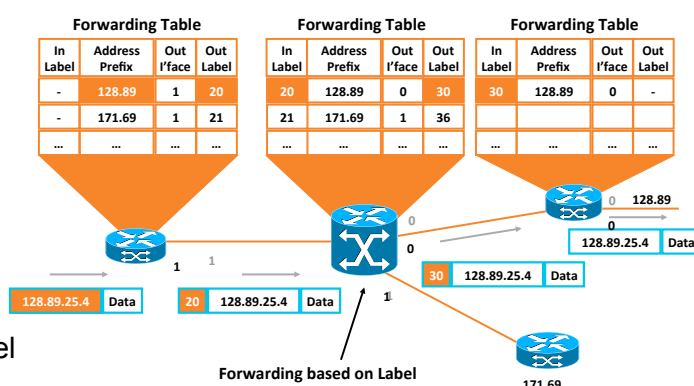 Forwarding Table Forwarding Table Forwarding Table
In Label Address Prefix Out I'face Out Label
- 128.89 1 20
- 171.69 1 21
... ... ... ...
In Label Address Prefix Out I'face Out Label
20 128.89 0 30
21 171.69 1 36
... ... ... ...
In Label Address Prefix Out I'face Out Label
30 128.89 0 -
... ... ... ...
0 128.89
0
0
0
1
1
128.89.25.4 Data
128.89.25.4 Data
20 128.89.25.4 Data
30 128.89.25.4 Data
1
1
el
Forwarding based on Label
171.69